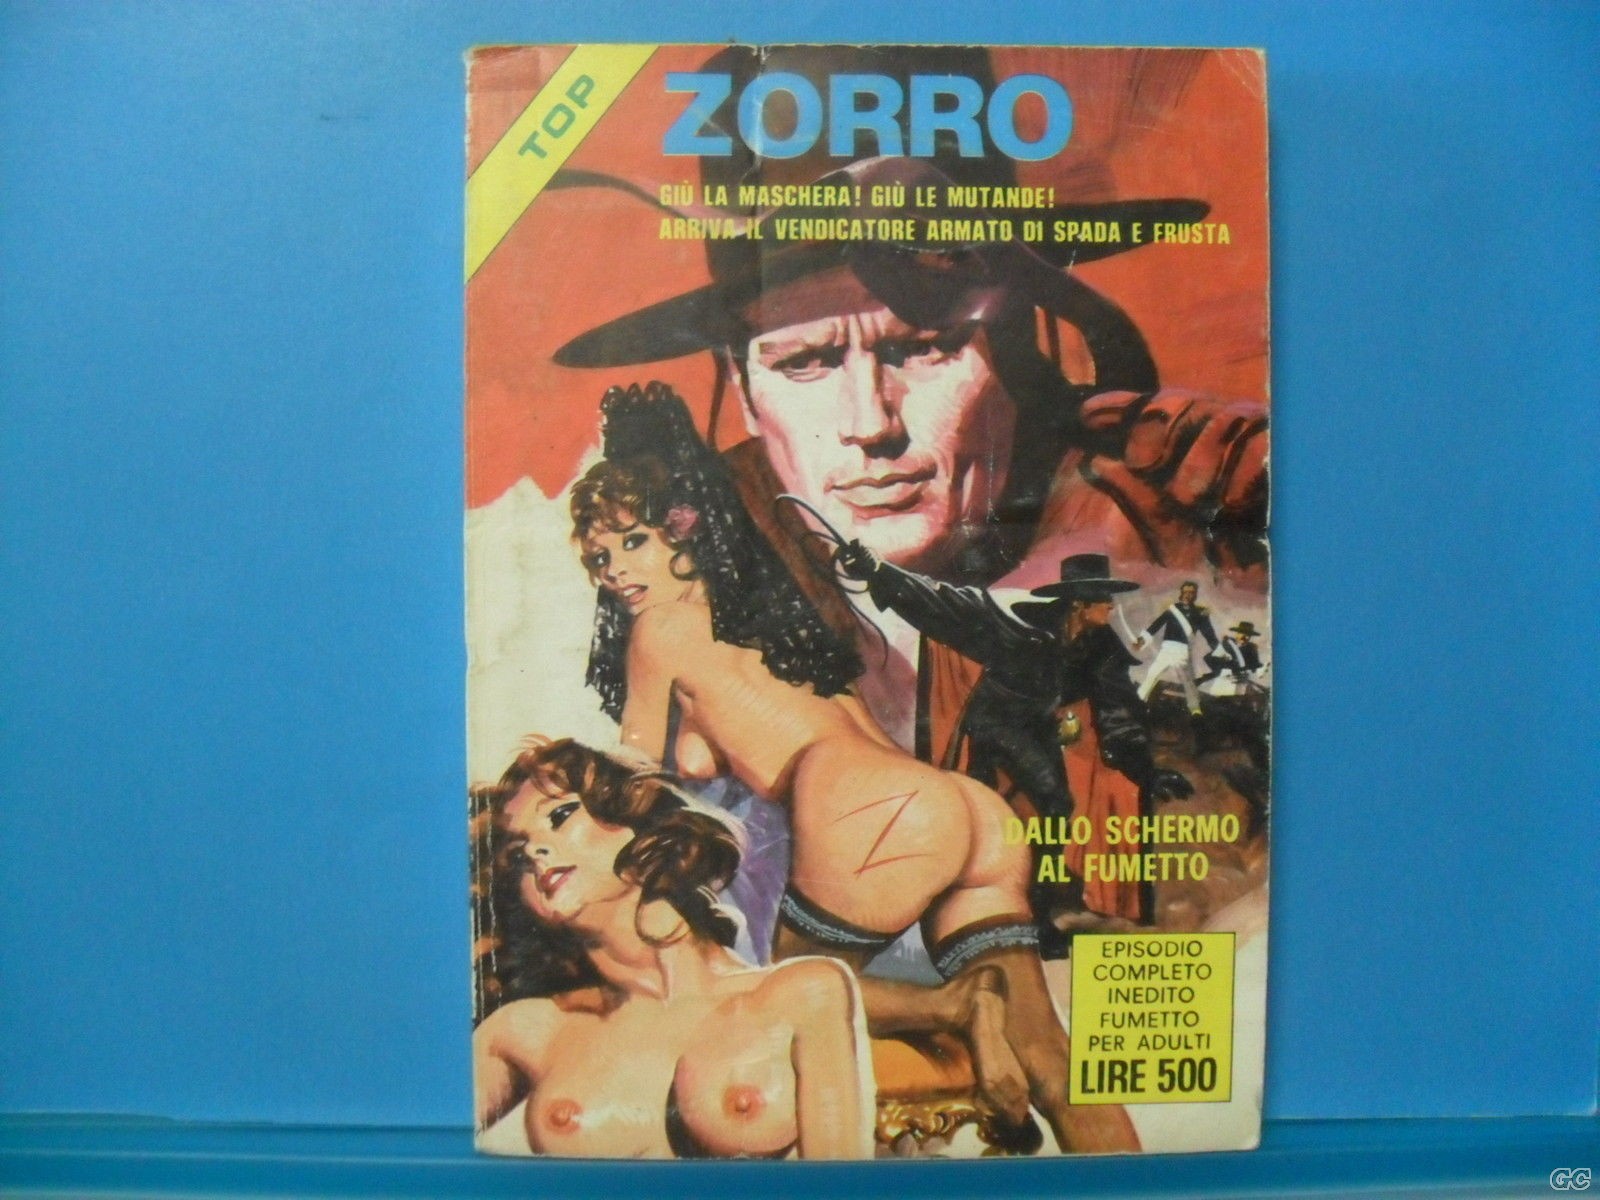 TOP
ZORRO
GIÙ LA MASCHERA! GIÙ LE MUTANDE!
ARRIVA IL VENDICATORE ARMATO DI SPADA E FRUSTA
Z
DALLO SCHERMO
AL FUMETTO
EPISODIO
COMPLETO
INEDITO
FUMETTO
PER ADULTI
LIRE 500
GC